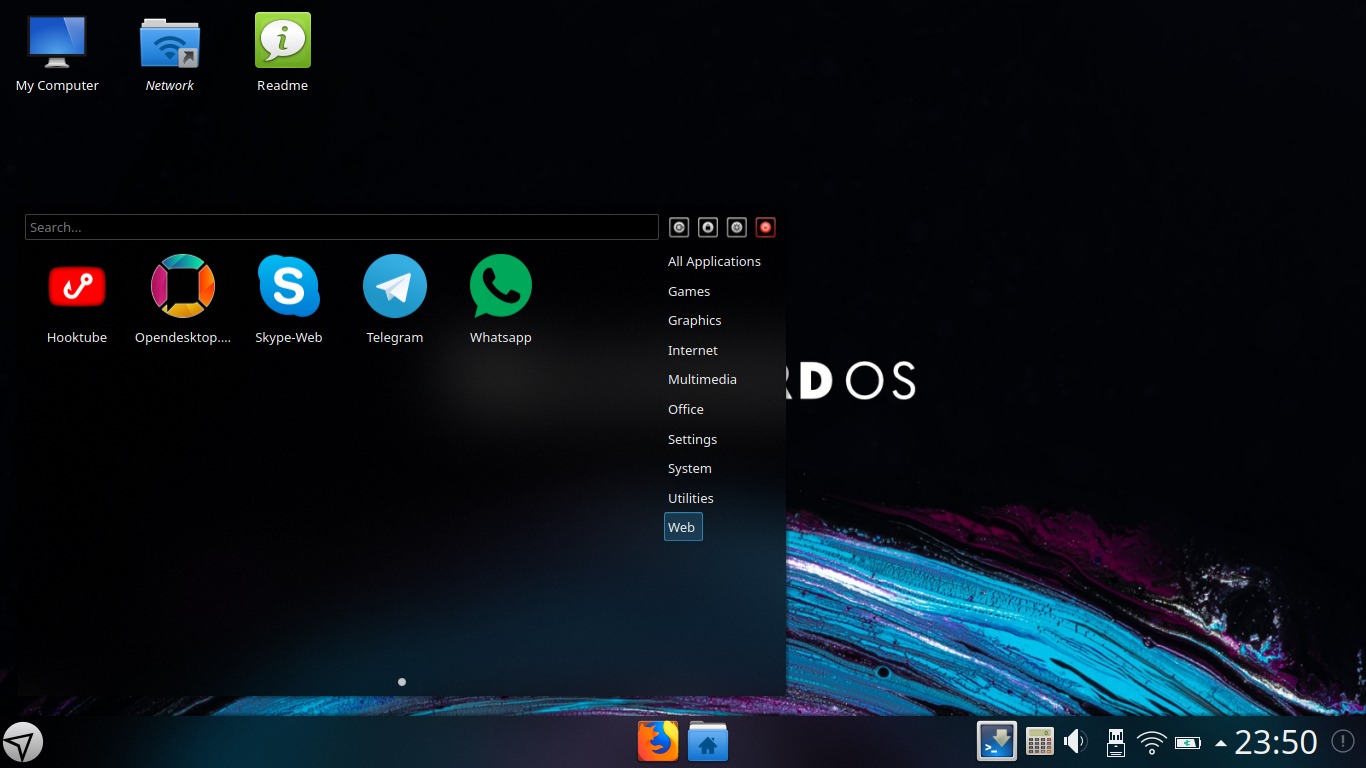 My Computer
Network
Readme
Search...
Hooktube
Opendesktop....
Skype-Web
Telegram
Whatsapp
All Applications
Games
Graphics
Internet
Multimedia
Office
Settings
System
Utilities
Web
D OS
23:50